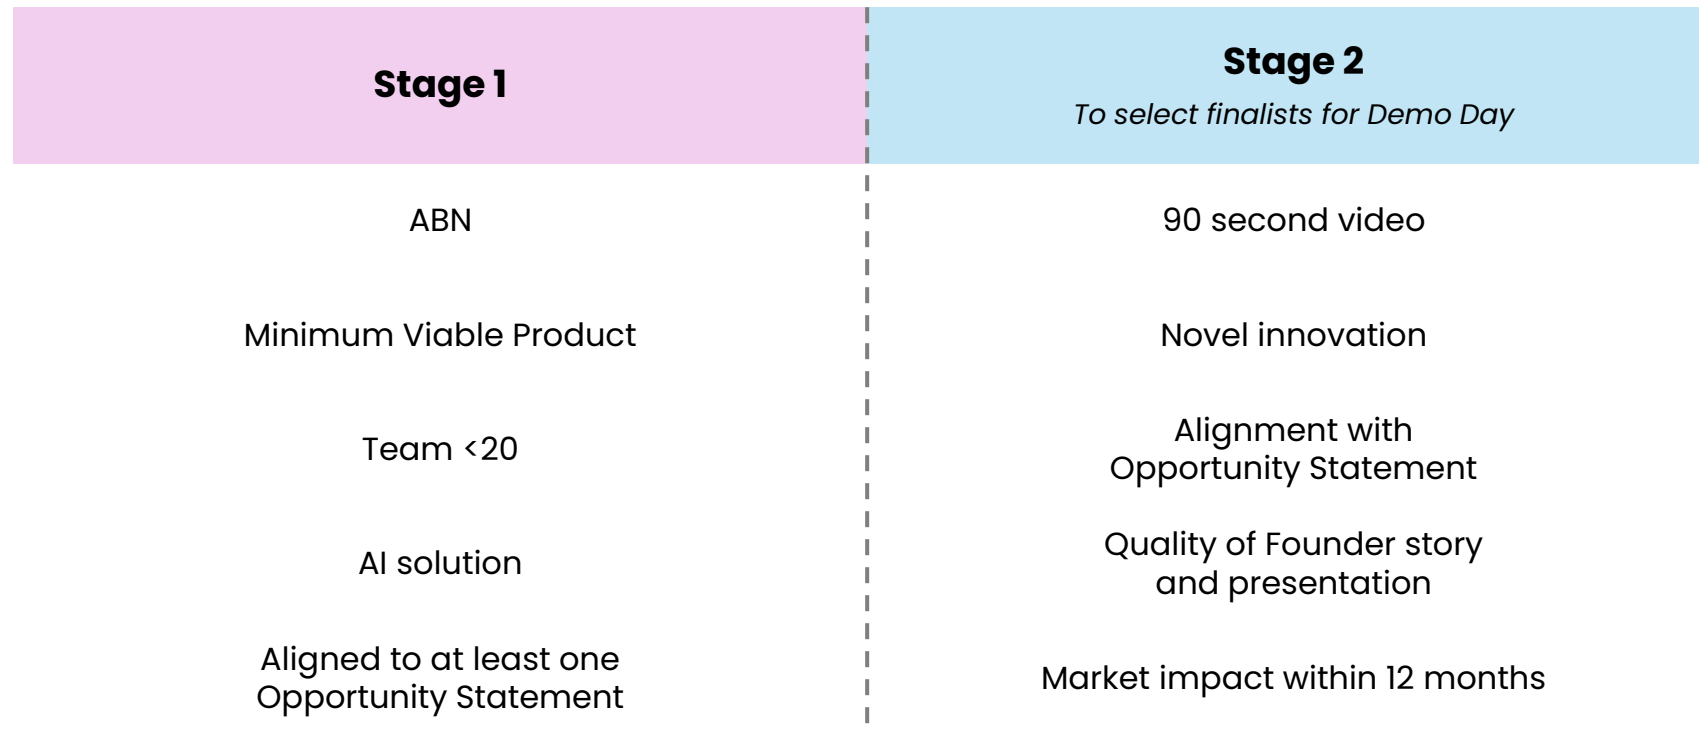 Stage 1
Stage 2
To select finalists for Demo Day
ABN
90 second video
Minimum Viable Product
Novel innovation
Team <20
Alignment with
Opportunity Statement
AI solution
Quality of Founder story
and presentation
Aligned to at least one
Opportunity Statement
Market impact within 12 months